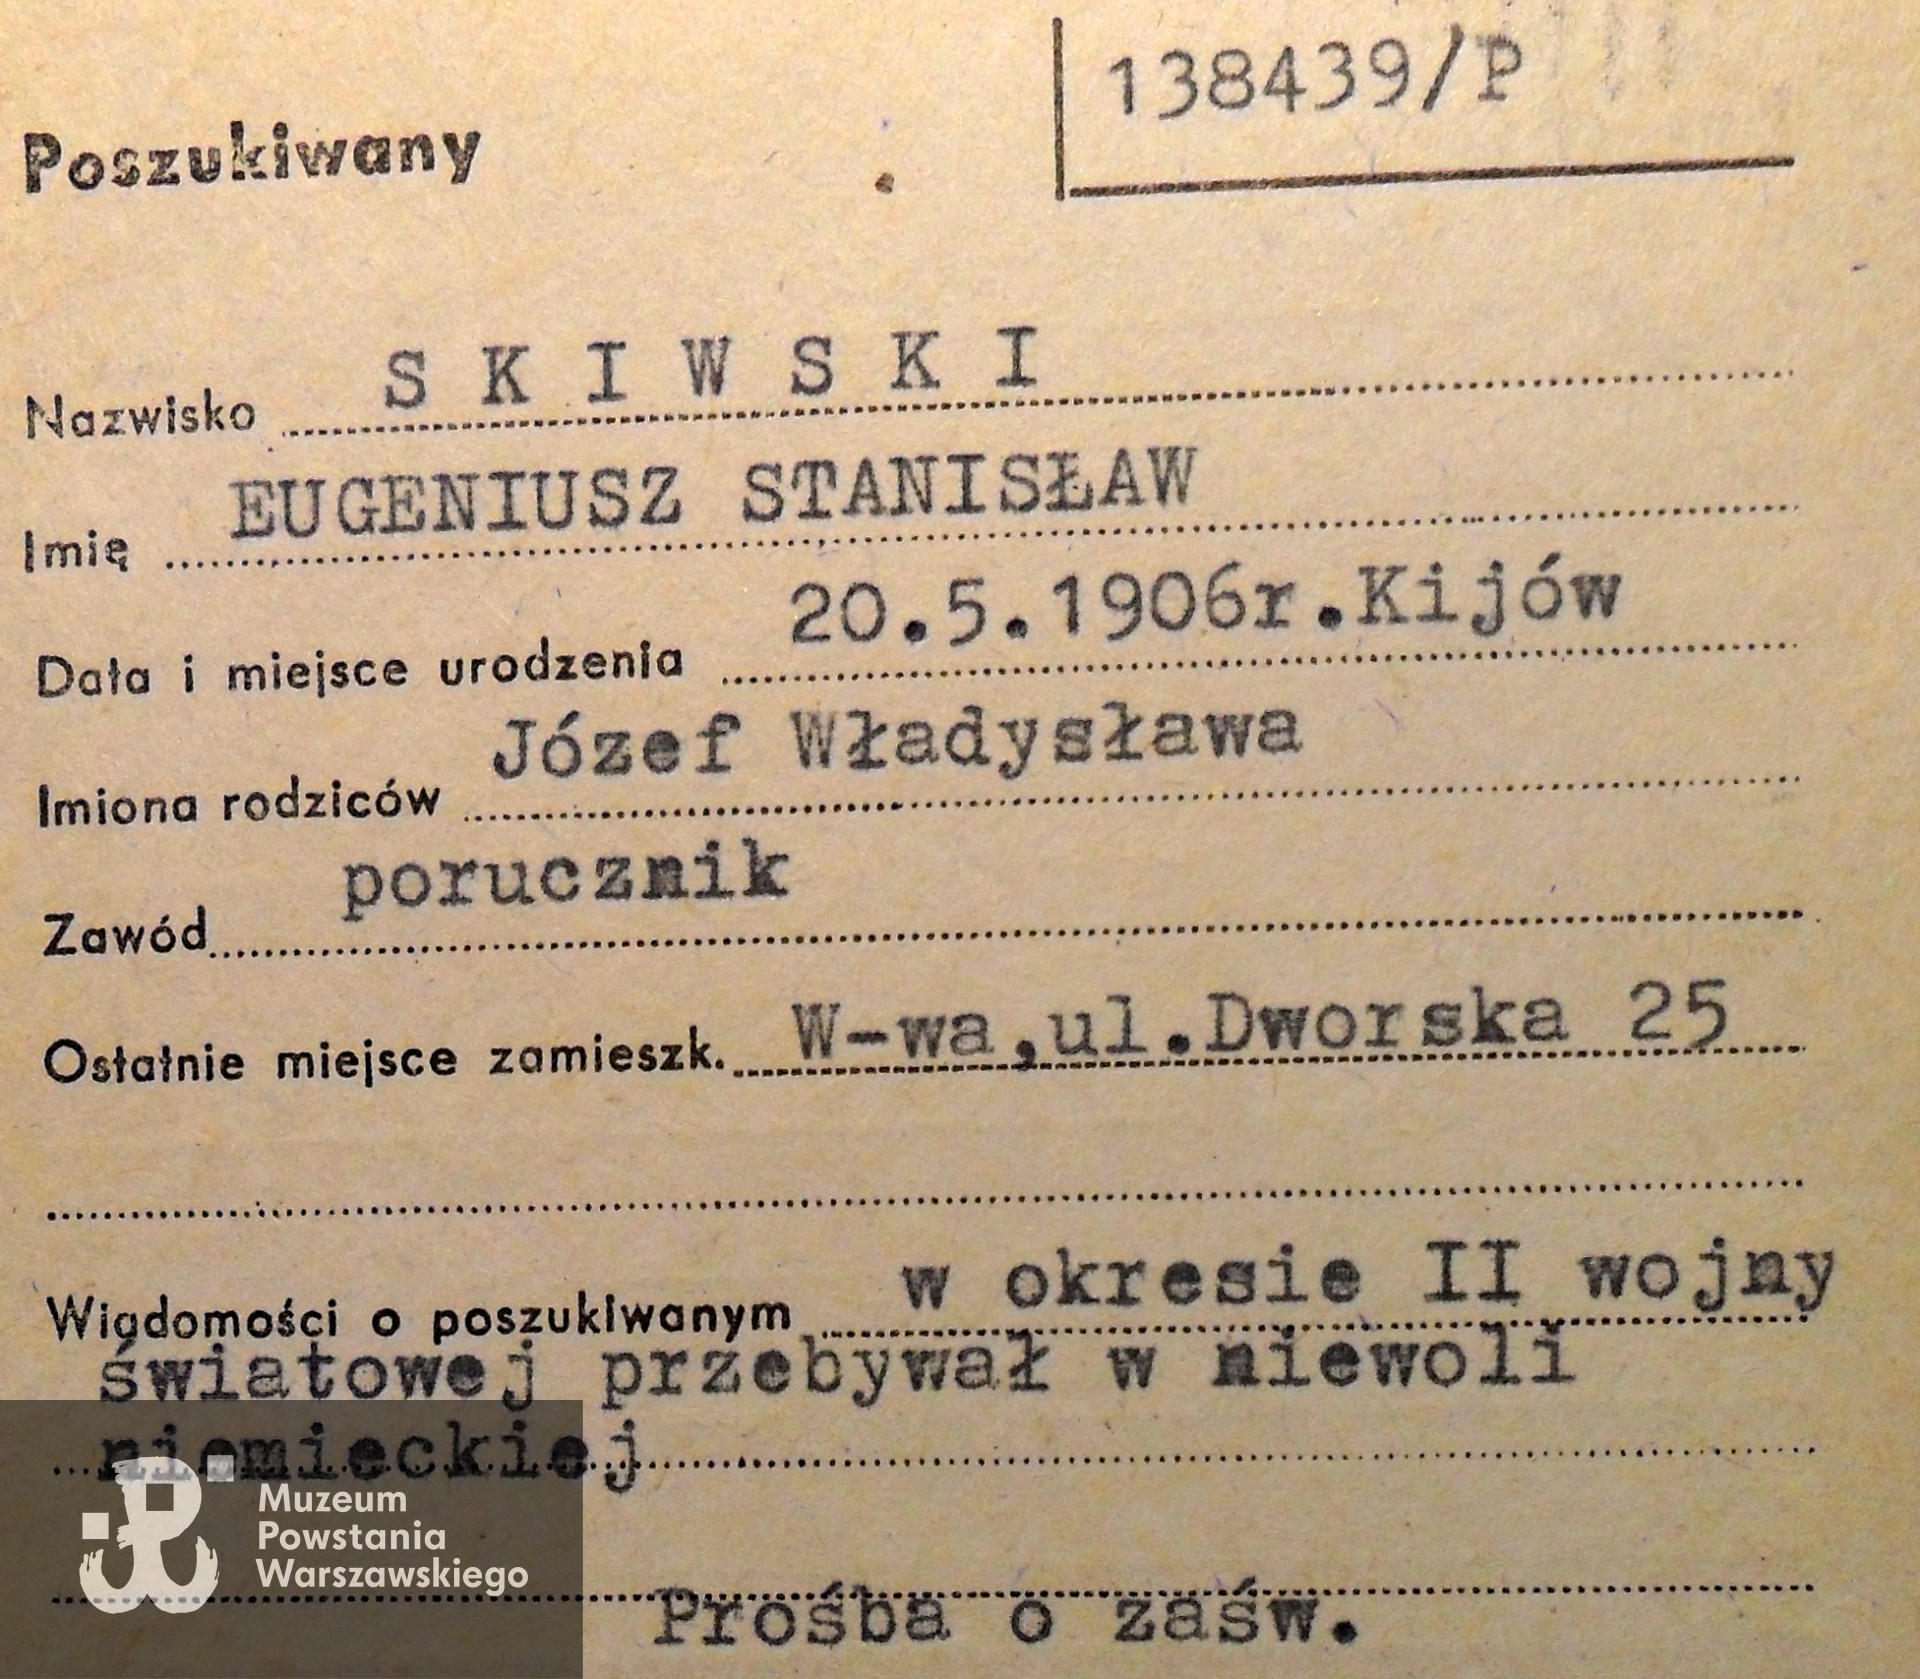 138439/P
Poszukiwany
Nazwisko S K I W S K I
Imię EUGENIUSZ STANISŁAW
Data i miejsce urodzenia 20.5.1906r.Kijów
Imiona rodziców Józef Władysława
Zawód porucznik
Ostatnie miejsce zamieszk. W-wa,ul.Dworska 25
Wiadomości o poszukiwanym w okresie II wojny
światowej przebywał w niewoli
niemieckiej
Muzeum
Powstania
Warszawskiego
Prośba o zaśw.